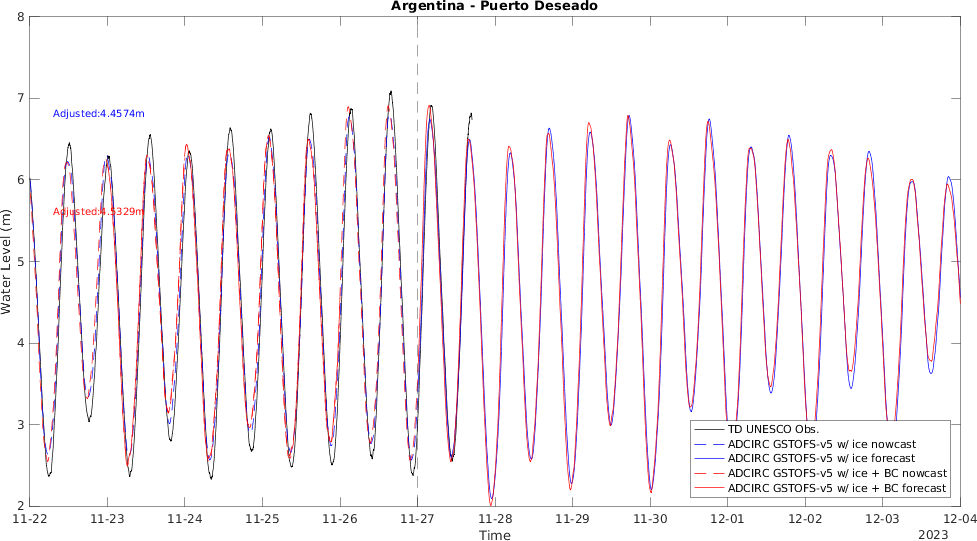 Argentina - Puerto Deseado
8
7
6
5
4
3
2
Water Level (m)
Adjusted:4.4574m
Adjusted:4.5329m
TD UNESCO Obs.
ADCIRC GSTOFS-v5 w/ ice nowcast
ADCIRC GSTOFS-v5 w/ ice forecast
ADCIRC GSTOFS-v5 w/ ice + BC nowcast
ADCIRC GSTOFS-v5 w/ ice + BC forecast
11-22 11-23 11-24 11-25 11-26 11-27 11-28 11-29 11-30 12-01 12-02 12-03 12-04
Time
2023